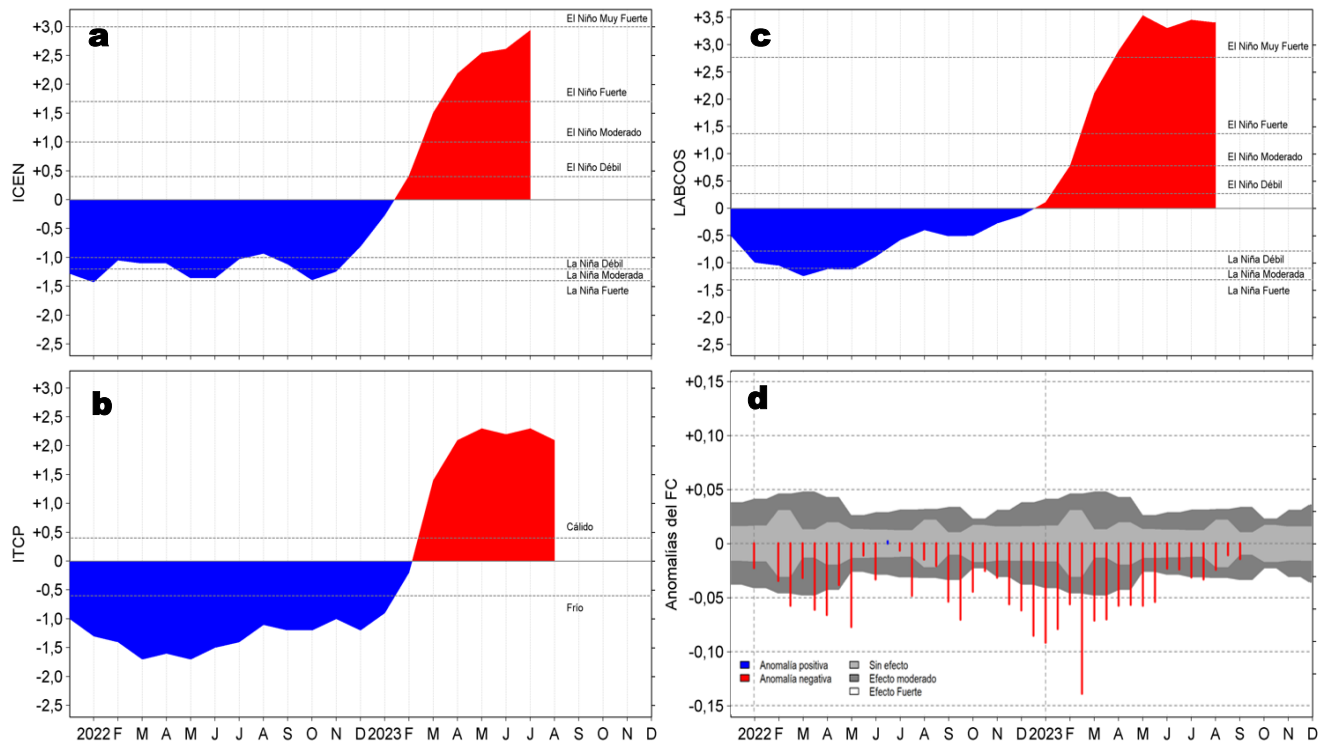 a
ICEN
+3,0
+2,5
+2,0
+1,5
+1,0
+0,5
0
-0,5
-1,0
-1,5
-2,0
-2,5
El Niño Muy Fuerte
El Niño Fuerte
El Niño Moderado
El Niño Débil
La Niña Débil
La Niña Moderada
La Niña Fuerte
c
LABCOS
+3,5
+3,0
+2,5
+2,0
+1,5
+1,0
+0,5
0
-0,5
-1,0
-1,5
-2,0
-2,5
El Niño Muy Fuerte
El Niño Fuerte
El Niño Moderado
El Niño Débil
La Niña Débil
La Niña Moderada
La Niña Fuerte
b
ITCP
+3,0
+2,5
+2,0
+1,5
+1,0
+0,5
0
-0,5
-1,0
-1,5
-2,0
-2,5
Cálido
Frío
2022 F M A M J J A S O N D 2023 F M A M J J A S O N D
d
Anomalías del FC
+0,15
+0,10
+0,05
0
-0,05
-0,10
-0,15
Anomalía positiva
Anomalía negativa
Sin efecto
Efecto moderado
Efecto Fuerte
2022 F M A M J J A S O N D 2023 F M A M J J A S O N D